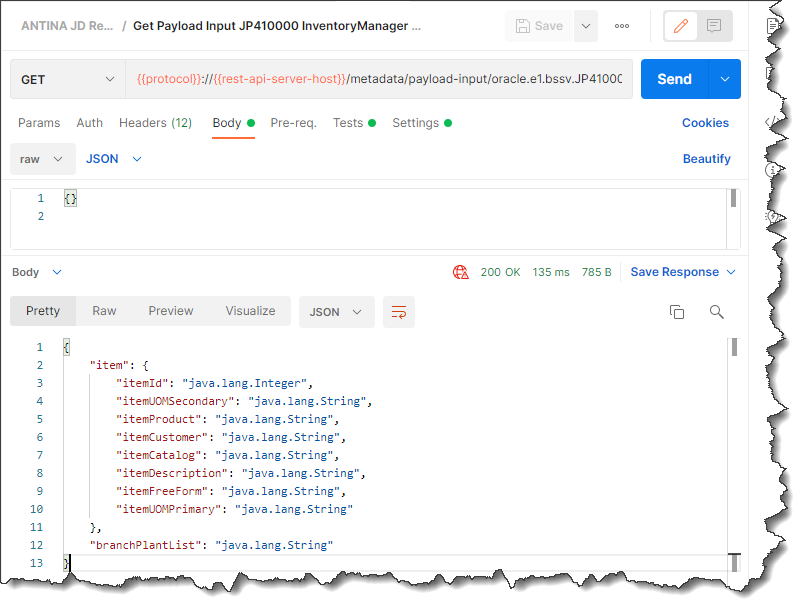 ANTINA JD Re... / Get Payload Input JP410000 InventoryManager ...
Save
GET {{protocol}}://{{rest-api-server-host}}/metadata/payload-input/oracle.e1.bssv.JP4100
Send
Params Auth Headers (12) Body Pre-req. Tests Settings Cookies
raw JSON Beautify
1 {}
2
Body 200 OK 135 ms 785 B Save Response
Pretty Raw Preview Visualize JSON
1 {
2 "item": {
3 "itemId": "java.lang.Integer",
4 "itemUOMSecondary": "java.lang.String",
5 "itemProduct": "java.lang.String",
6 "itemCustomer": "java.lang.String",
7 "itemCatalog": "java.lang.String",
8 "itemDescription": "java.lang.String",
9 "itemFreeForm": "java.lang.String",
10 "itemUOMPrimary": "java.lang.String"
11 },
12 "branchPlantList": "java.lang.String"
13 }